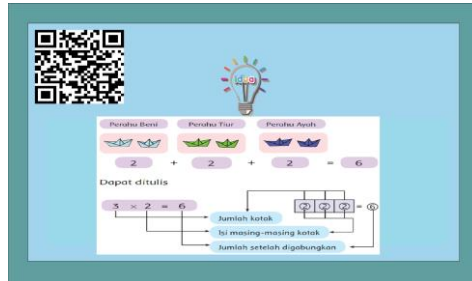 idea
Perahu Beni Perahu Tiur Perahu Ayah
2 + 2 + 2 = 6
Dapat ditulis
3 × 2 = 6
2 2 2 = 6
Jumlah kotak
Isi masing-masing kotak
Jumlah setelah digabungkan